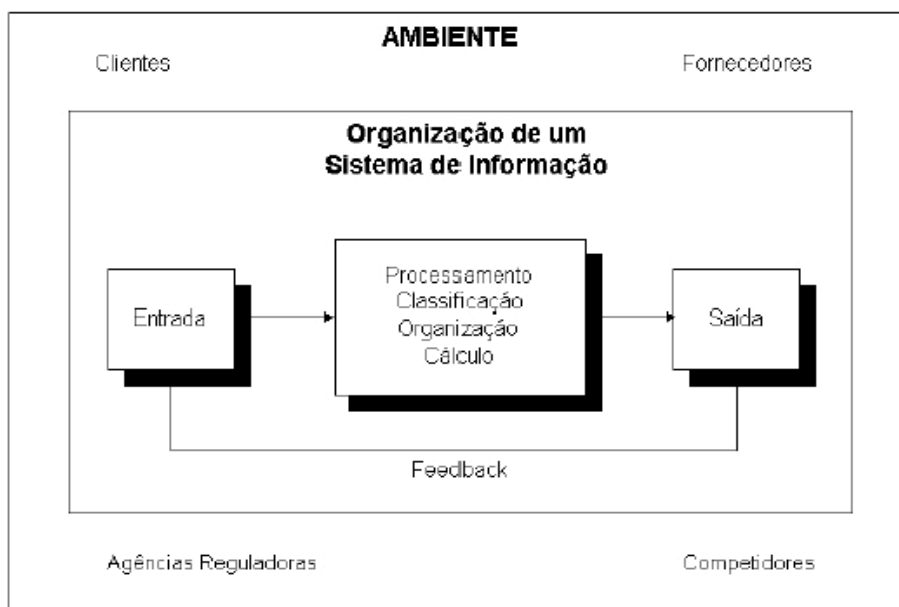 AMBIENTE
Clientes
Fornecedores
Organização de um
Sistema de Informação
Entrada
Processamento
Classificação
Organização
Cálculo
Saída
Feedback
Agências Reguladoras
Competidores